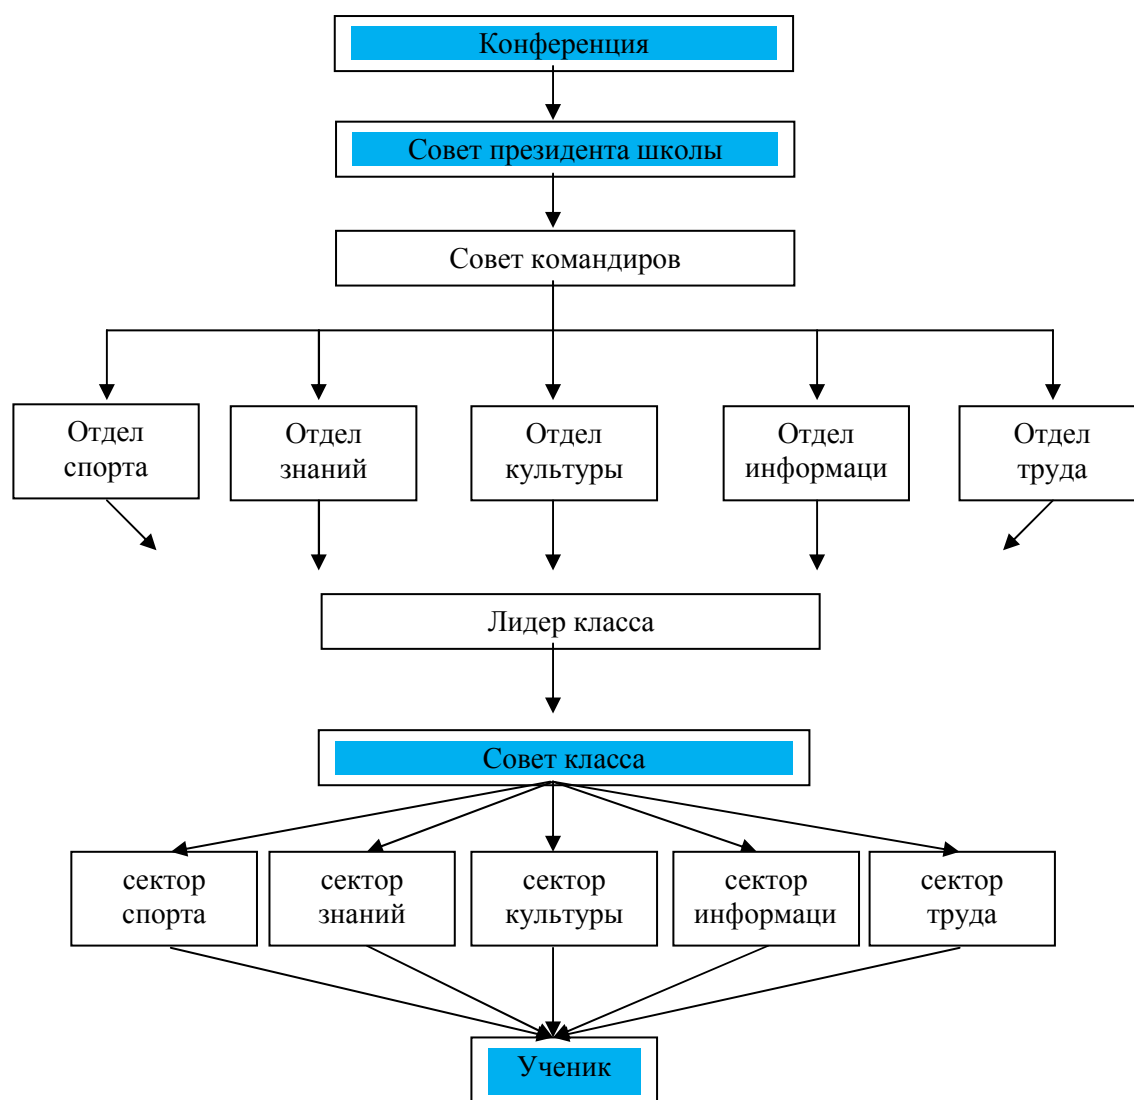 Конференция
Совет президента школы
Совет командиров
Отдел
спорта
Отдел
знаний
Отдел
культуры
Отдел
информаци
Отдел
труда
Лидер класса
Совет класса
сектор
спорта
сектор
знаний
сектор
культуры
сектор
информаци
сектор
труда
Ученик